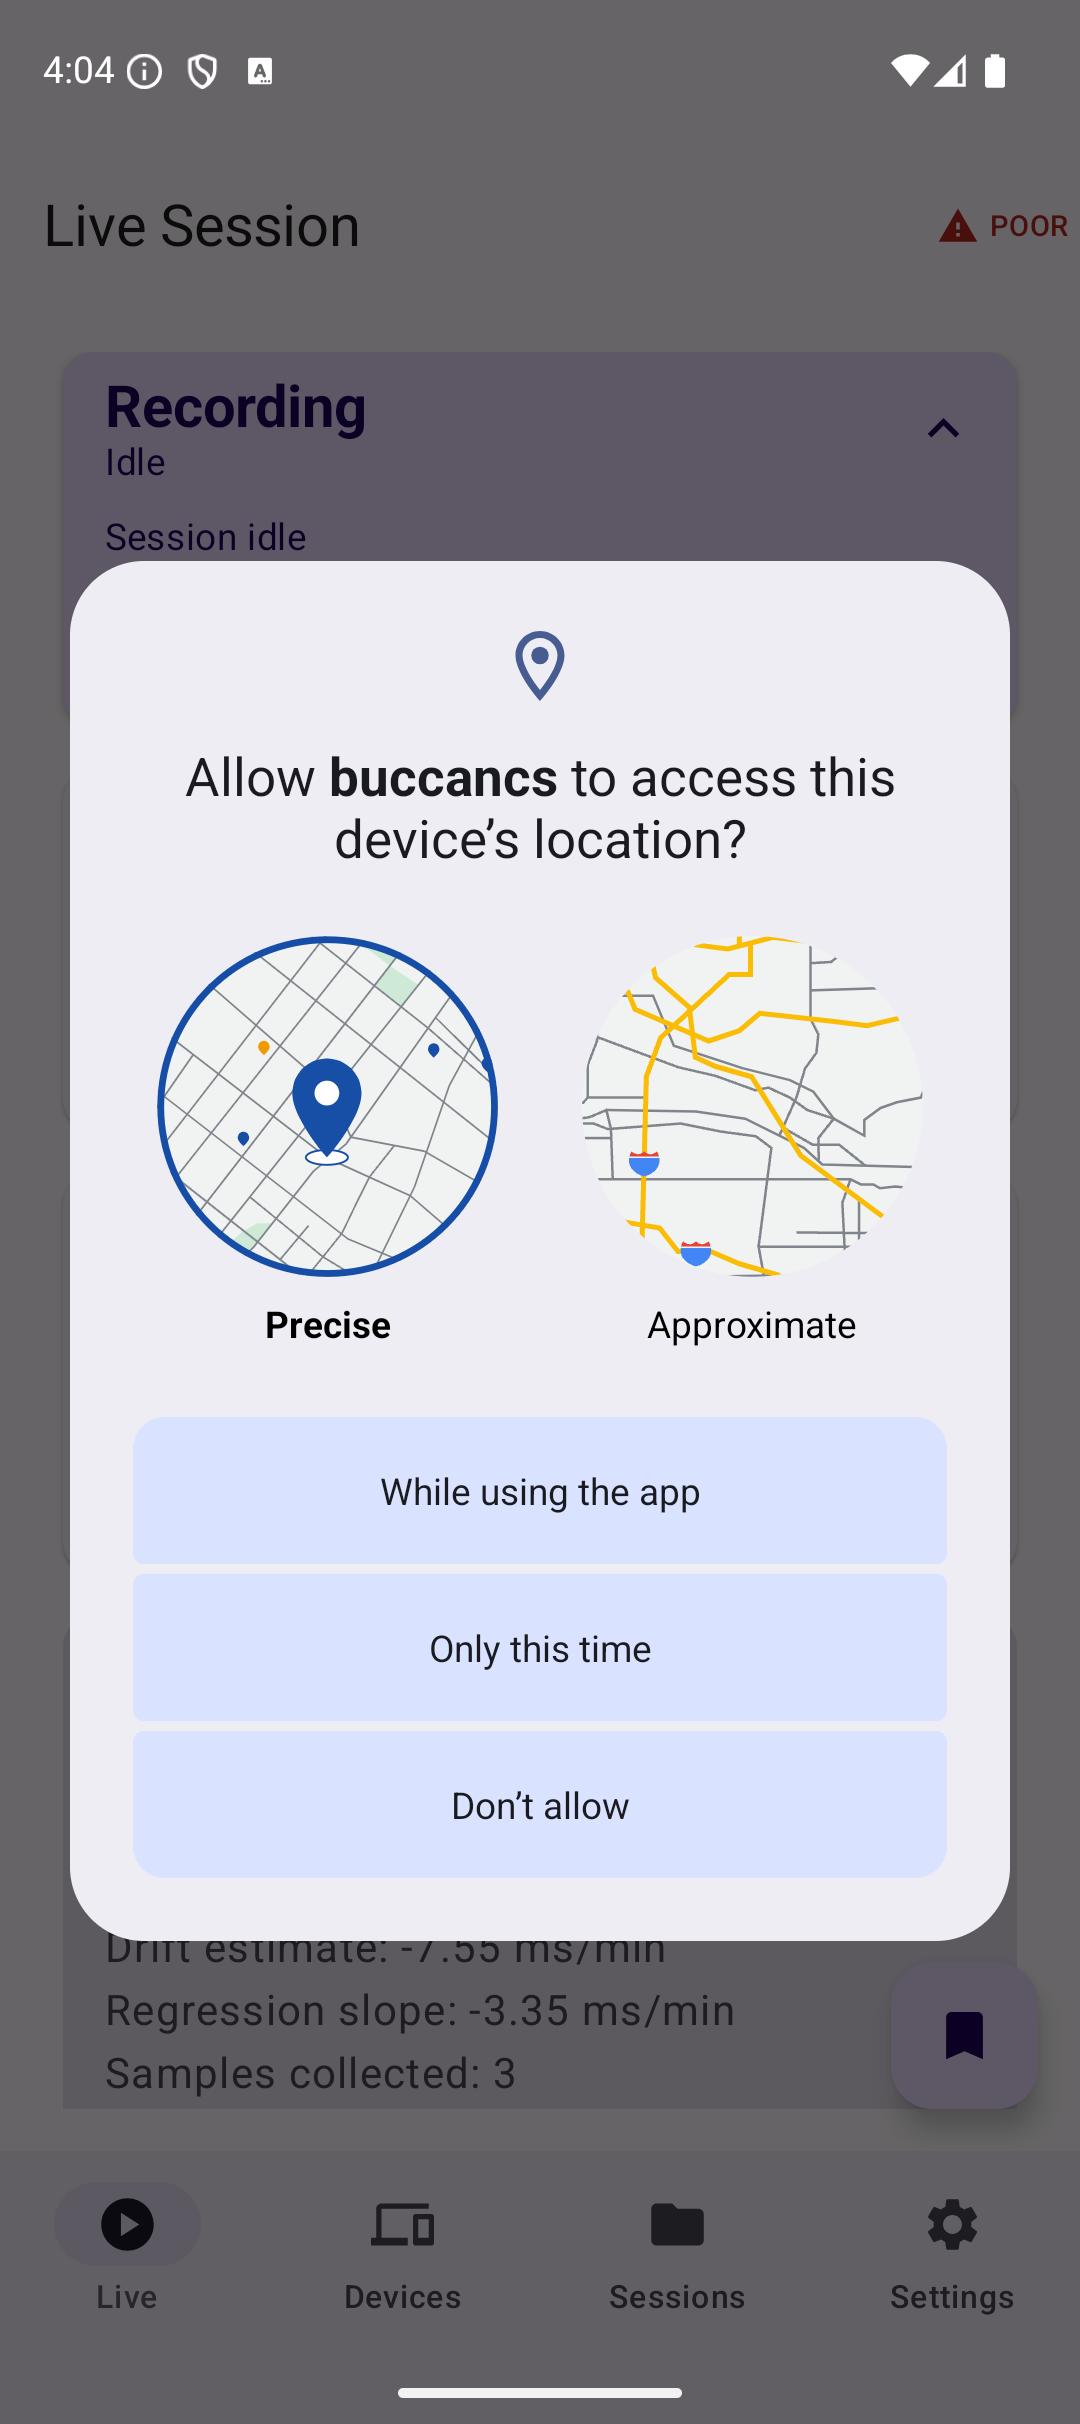 4:04
Live Session
POOR
Recording
Idle
Session idle
Allow buccancs to access this
device’s location?
Precise
Approximate
While using the app
Only this time
Don’t allow
Drift estimate: -7.55 ms/min
Regression slope: -3.35 ms/min
Samples collected: 3
Live
Devices
Sessions
Settings